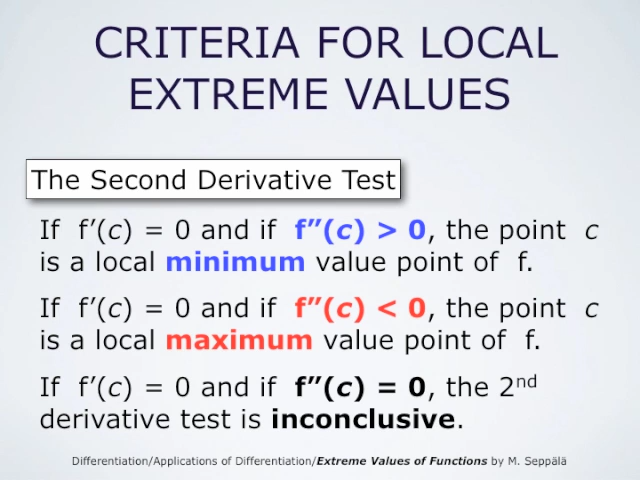 CRITERIA FOR LOCAL
EXTREME VALUES
The Second Derivative Test
If f’(c) = 0 and if f”(c) > 0, the point c
is a local minimum value point of f.
If f’(c) = 0 and if f”(c) < 0, the point c
is a local maximum value point of f.
If f’(c) = 0 and if f”(c) = 0, the 2nd
derivative test is inconclusive.
Differentiation/Applications of Differentiation/Extreme Values of Functions by M. Seppälä